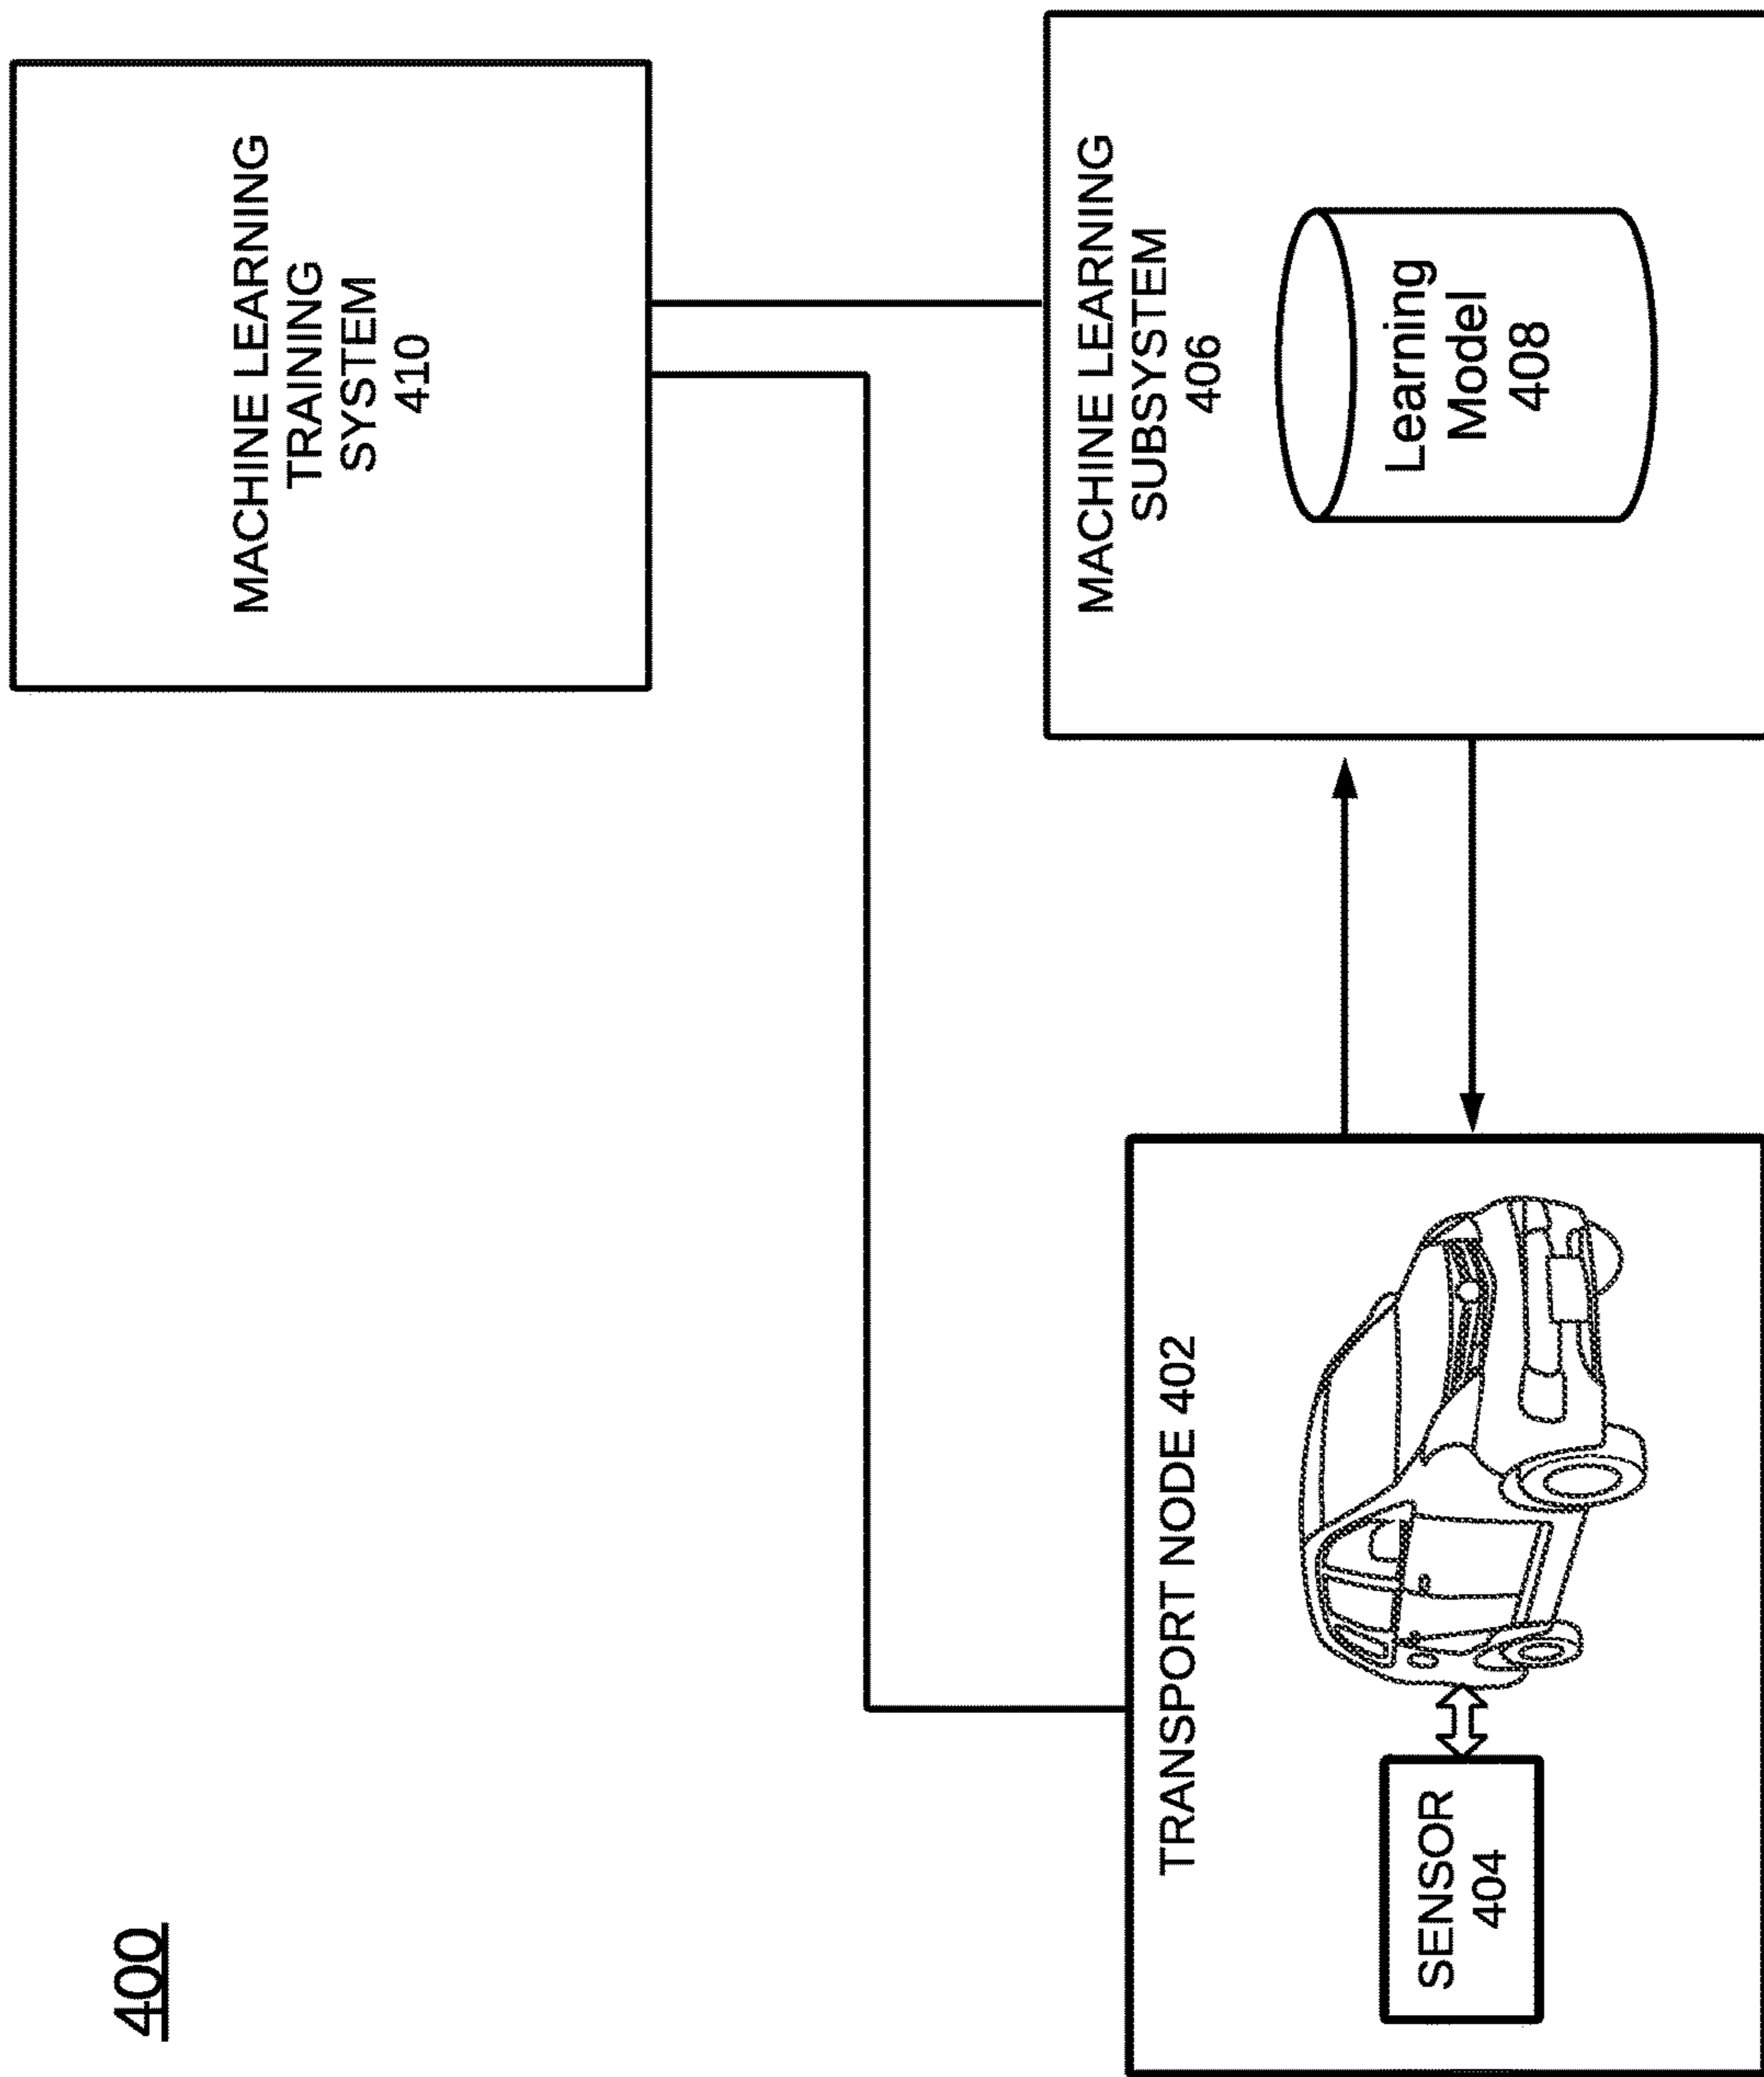 400
MACHINE LEARNING
TRAINING
SYSTEM
410
TRANSPORT NODE 402
SENSOR
404
MACHINE LEARNING
SUBSYSTEM
406
Learning
Model
408